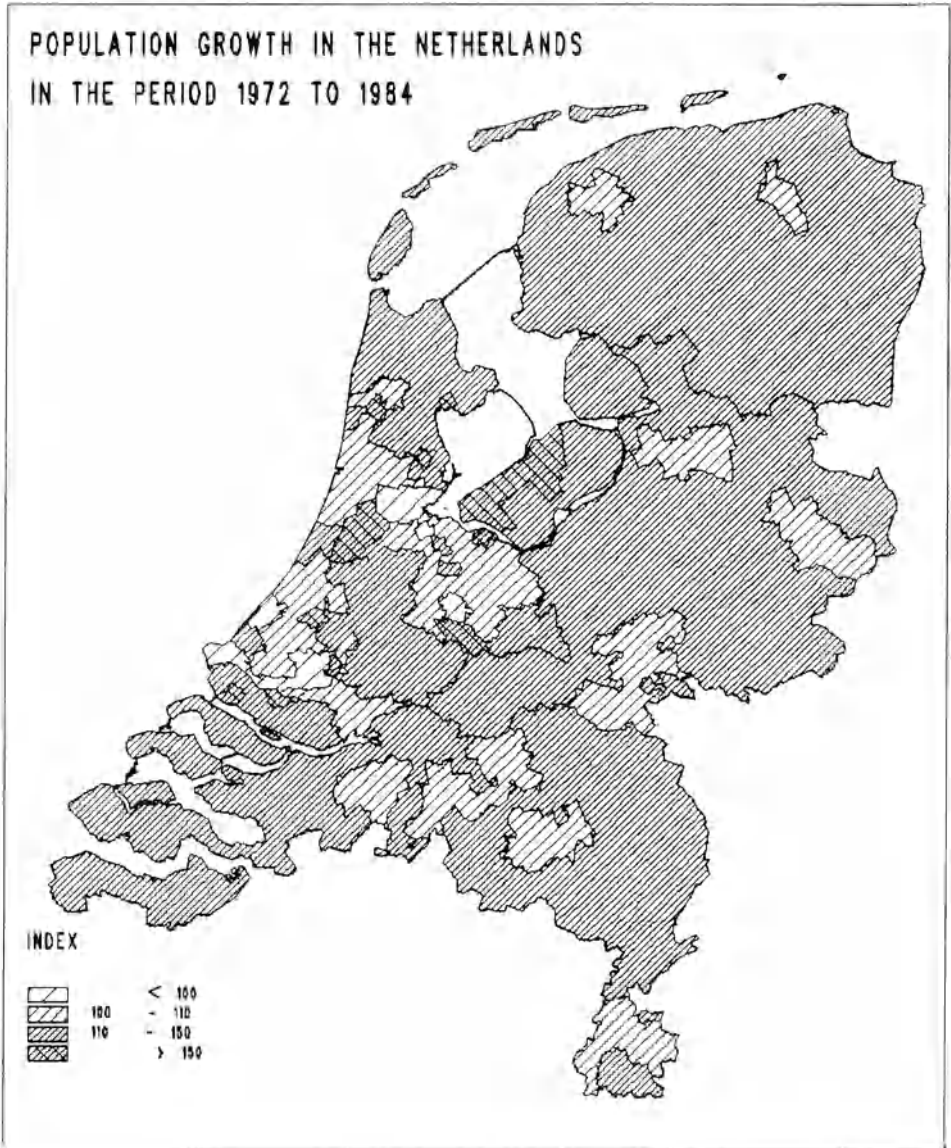 POPULATION GROWTH IN THE NETHERLANDS
IN THE PERIOD 1972 TO 1984
INDEX
< 100
100 - 110
110 - 150
> 150